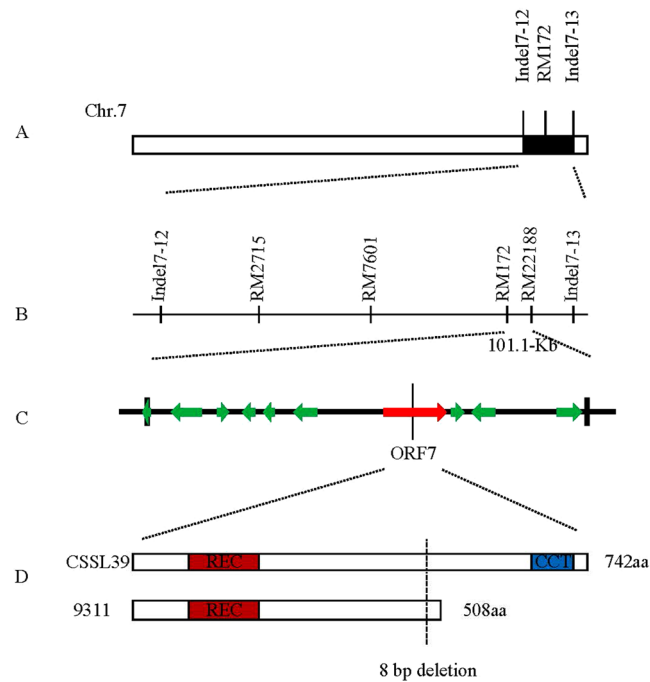 Indel7-12
RM172
Indel7-13
A
Chr.7
B
Indel7-12
RM2715
RM7601
RM172
RM22188
Indel7-13
101.1-Kb
C
ORF7
D
CSSL39
REC
CCT
742aa
9311
REC
508aa
8 bp deletion